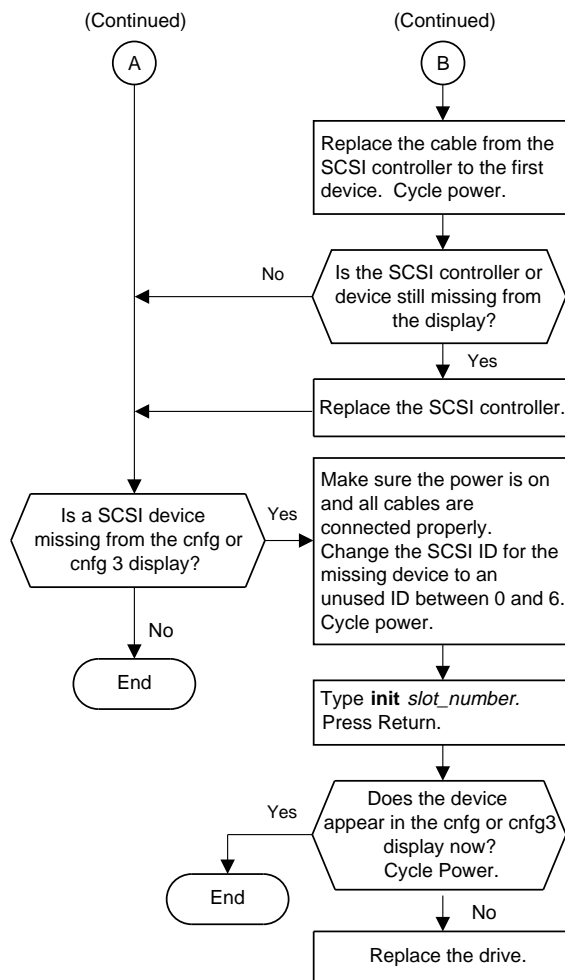 (Continued)
A
(Continued)
B
Replace the cable from the
SCSI controller to the first
device. Cycle power.
No
Is the SCSI controller or
device still missing from
the display?
Yes
Replace the SCSI controller.
Is a SCSI device
missing from the cnfg or
cnfg 3 display?
Yes
Make sure the power is on
and all cables are
connected properly.
Change the SCSI ID for the
missing device to an
unused ID between 0 and 6.
Cycle power.
No
End
Type init slot_number.
Press Return.
Yes
Does the device
appear in the cnfg or cnfg3
display now?
Cycle Power.
End
No
Replace the drive.